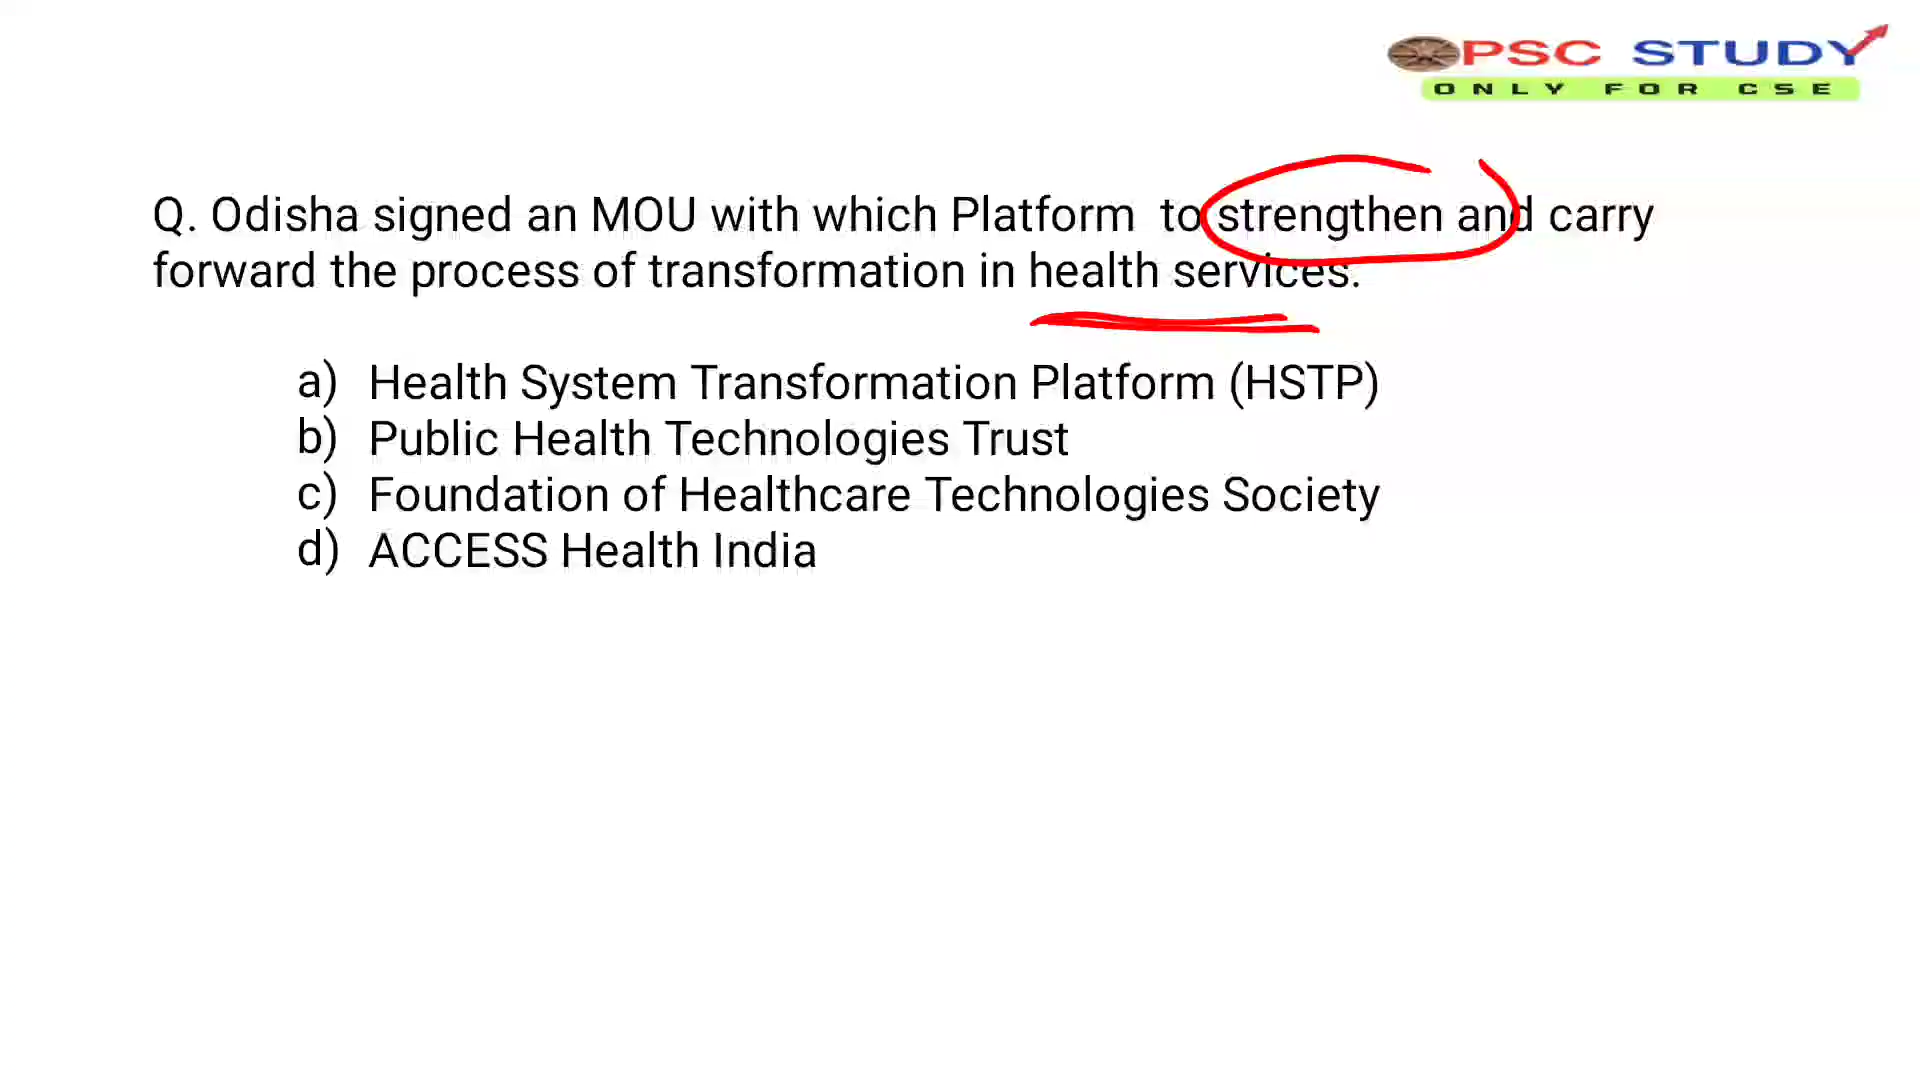 PSC STUDY
ONLY FOR CSE
Q. Odisha signed an MOU with which Platform to strengthen and carry
forward the process of transformation in health services.
a) Health System Transformation Platform (HSTP)
b) Public Health Technologies Trust
c) Foundation of Healthcare Technologies Society
d) ACCESS Health India